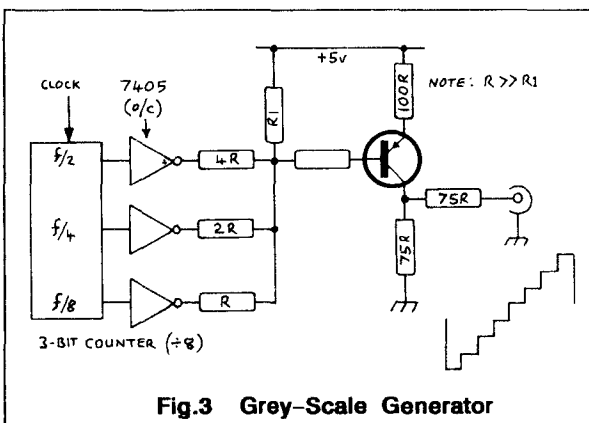 +5v
CLOCK
7405
(o/c)
R1
100R
NOTE: R >> R1
f/2
4R
f/4
2R
75R
f/8
R
75R
3-BIT COUNTER (÷8)
Fig.3 Grey-Scale Generator